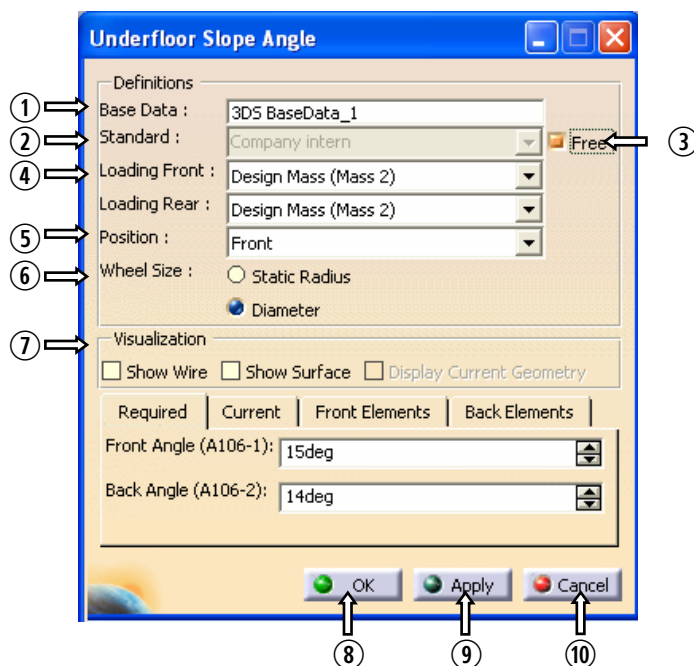 Underfloor Slope Angle
Definitions
① Base Data : 3DS BaseData_1
② Standard : Company intern Free ③
④ Loading Front : Design Mass (Mass 2)
Loading Rear : Design Mass (Mass 2)
⑤ Position : Front
⑥ Wheel Size : Static Radius
Diameter
⑦ Visualization
Show Wire Show Surface Display Current Geometry
Required Current Front Elements Back Elements
Front Angle (A106-1): 15deg
Back Angle (A106-2): 14deg
OK Apply Cancel
⑧ ⑨ ⑩